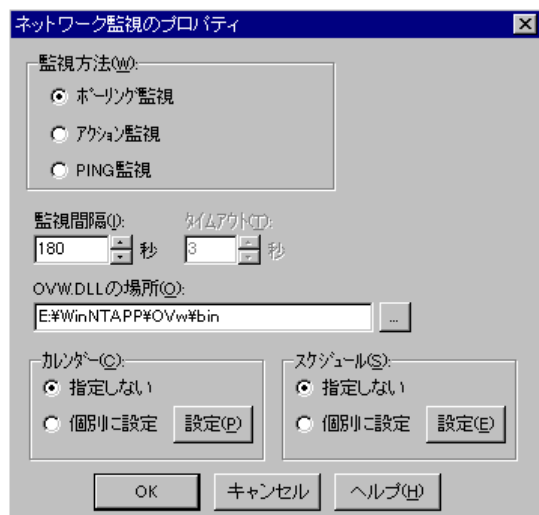 ネットワーク監視のプロパティ
監視方法(W):
ﾎﾟｰﾘﾝｸﾞ監視
ｱｸｼｮﾝ監視
PING監視
監視間隔(I): ﾀｲﾑｱｳﾄ(T):
180 秒 3 秒
OVW.DLLの場所(O):
E:¥WinNTAPP¥OVw¥bin ...
ｶﾚﾝﾀﾞｰ(C): ｽｹｼﾞｭｰﾙ(S):
指定しない 指定しない
個別に設定 設定(P) 個別に設定 設定(E)
OK キャンセル ヘルプ(H)